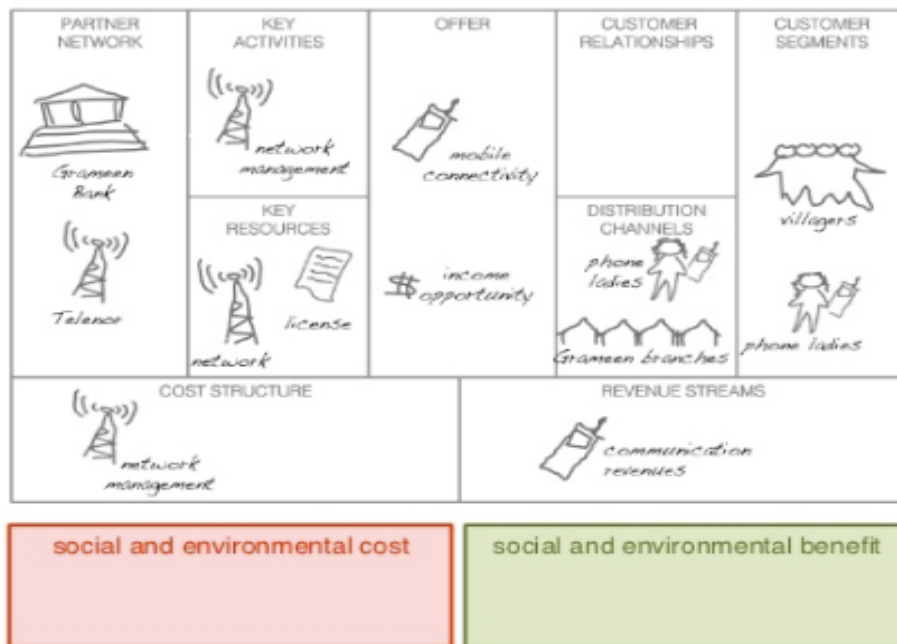 PARTNER
NETWORK
Grameen
Bank
Telenor
KEY
ACTIVITIES
network
management
KEY
RESOURCES
license
network
OFFER
mobile
connectivity
$ income
opportunity
CUSTOMER
RELATIONSHIPS
DISTRIBUTION
CHANNELS
phone
ladies
Grameen branches
CUSTOMER
SEGMENTS
villagers
phone ladies
COST STRUCTURE
network
management
REVENUE STREAMS
communication
revenues
social and environmental cost
social and environmental benefit